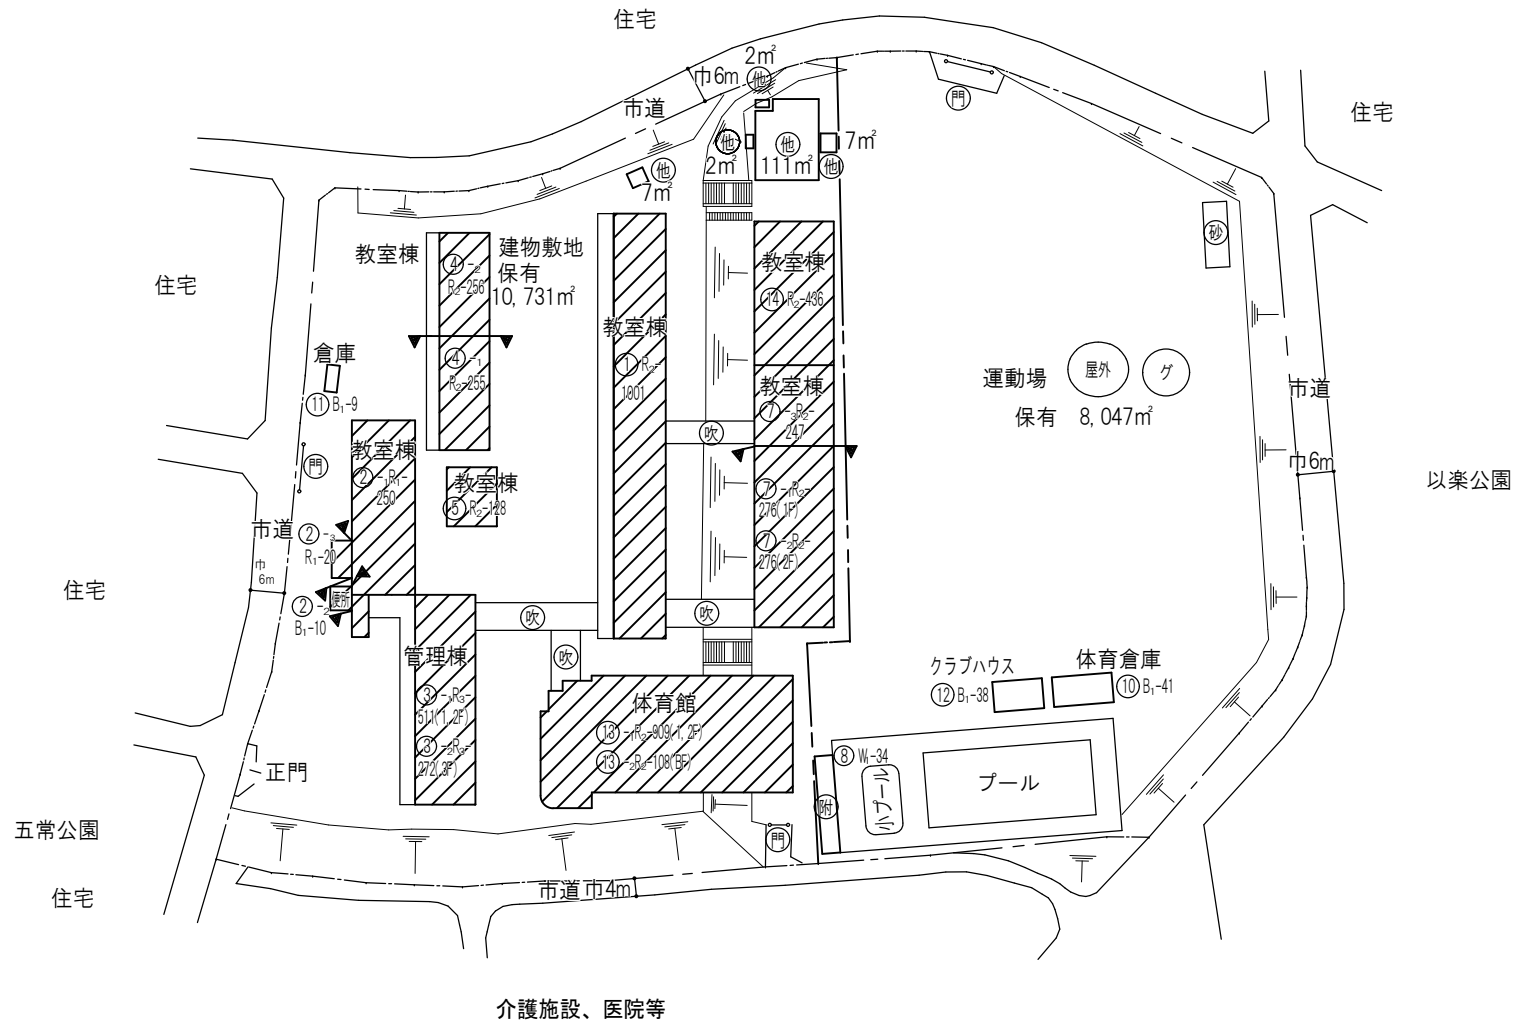 住宅
2㎡
他
巾6m
門
市道
住宅
他
2㎡
他
111㎡
7㎡
他
他
7㎡
砂
教室棟
④-₂
R₂-256
建物敷地
保有
10,731㎡
教室棟
⑭R₂-436
住宅
教室棟
①R₂-
1001
倉庫
⑪B₁-9
④-₁
R₂-255
教室棟
⑦-₃R₂-
247
運動場
屋外
グ
保有 8,047㎡
市道
巾6m
吹
教室棟
②-₁R₁-
250
門
教室棟
⑤R₂-128
以楽公園
⑦-₁R₂-
276(1F)
⑦-₂R₂-
276(2F)
市道
②-₃
R₁-20
巾
6m
住宅
便所
②-₂
B₁-10
吹
吹
吹
管理棟
③-₁R₃-
511(1,2F)
③-₂R₃-
272(3F)
体育館
⑬-₁R₂-909(1,2F)
⑬-₂R₂-108(BF)
クラブハウス
⑫B₁-38
体育倉庫
⑩B₁-41
正門
⑧W₁-34
附
小プール
プール
五常公園
門
住宅
市道巾4m
介護施設、医院等